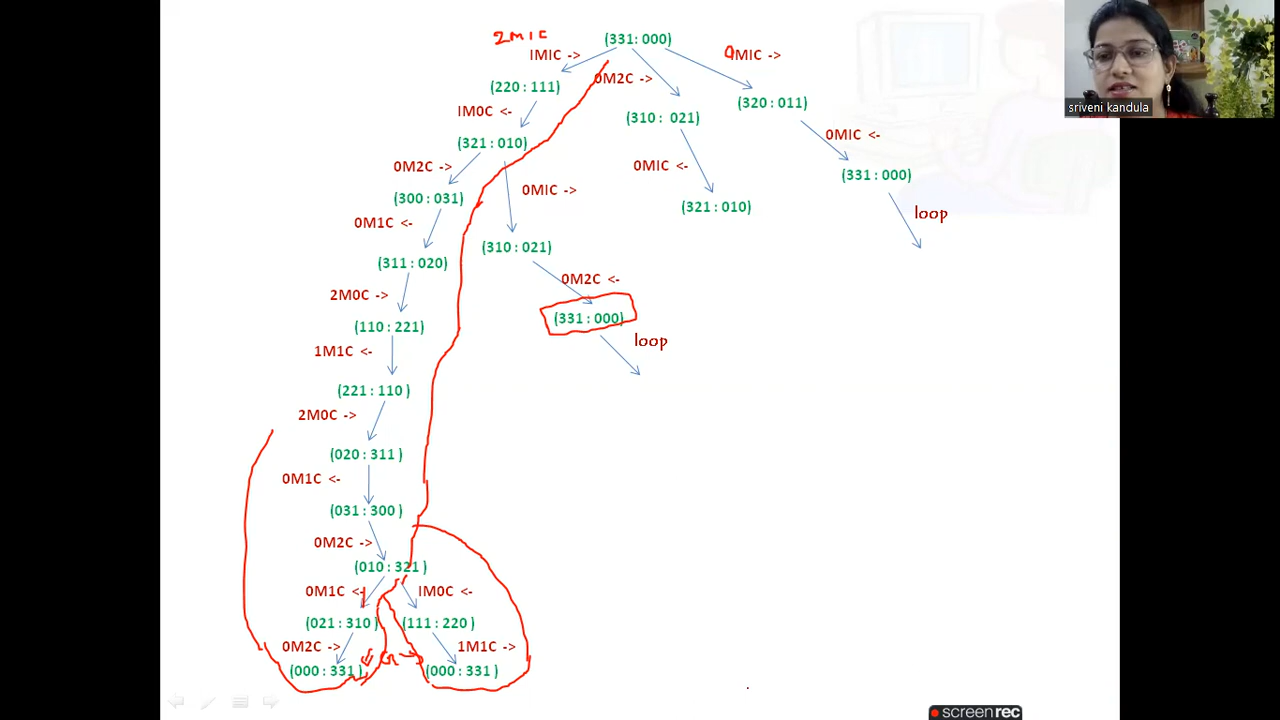 2MIC
(331:000)
IMIC ->
0M2C ->
0MIC ->
(220 : 111)
(310 : 021)
(320 : 011)
IM0C <-
0MIC <-
(321 : 010)
(331 : 000)
0M2C ->
0MIC ->
0MIC <-
(300 : 031)
(321 : 010)
loop
0M1C <-
(310 : 021)
(311 : 020)
0M2C <-
2M0C ->
(331 : 000)
(110 : 221)
loop
1M1C <-
(221 : 110 )
2M0C ->
(020 : 311 )
0M1C <-
(031 : 300 )
0M2C ->
(010 : 321 )
0M1C <-
IM0C <-
(021 : 310 )
(111 : 220 )
0M2C ->
1M1C ->
(000 : 331 )
(000 : 331 )
sriveni kandula
screenrec